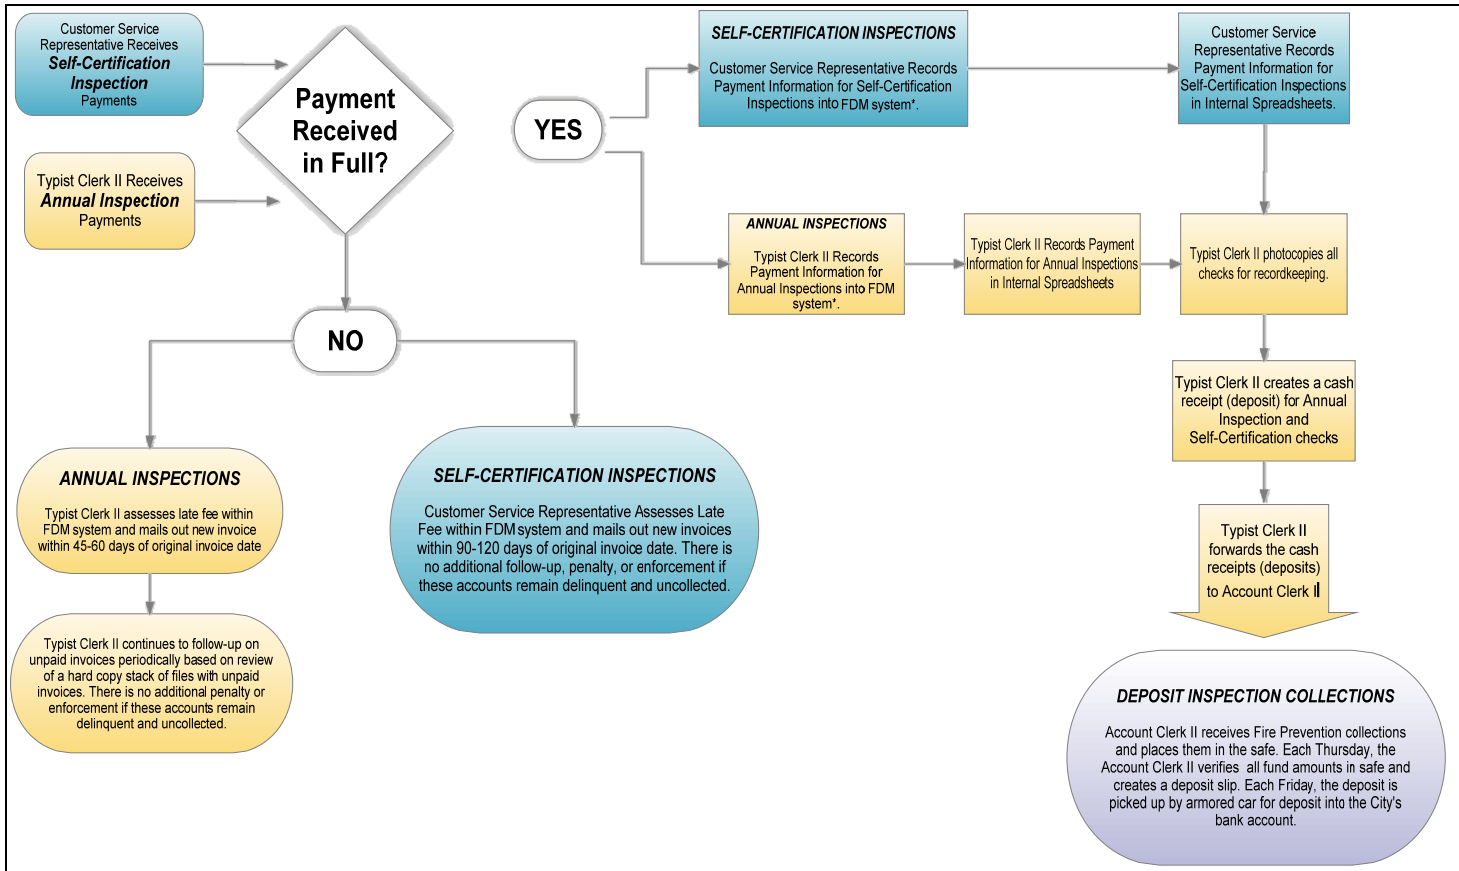 Customer Service
Representative Receives
Self-Certification
Inspection
Payments
Typist Clerk II Receives
Annual Inspection
Payments
Payment
Received
in Full?
YES
SELF-CERTIFICATION INSPECTIONS
Customer Service Representative Records
Payment Information for Self-Certification
Inspections into FDM system*.
Customer Service
Representative Records
Payment Information for
Self-Certification Inspections
in Internal Spreadsheets.
ANNUAL INSPECTIONS
Typist Clerk II Records
Payment Information for
Annual Inspections into FDM
system*.
Typist Clerk II Records Payment
Information for Annual Inspections
in Internal Spreadsheets
Typist Clerk II photocopies all
checks for recordkeeping.
Typist Clerk II creates a cash
receipt (deposit) for Annual
Inspection and
Self-Certification checks
Typist Clerk II
forwards the cash
receipts (deposits)
to Account Clerk II
DEPOSIT INSPECTION COLLECTIONS
Account Clerk II receives Fire Prevention collections
and places them in the safe. Each Thursday, the
Account Clerk II verifies all fund amounts in safe and
creates a deposit slip. Each Friday, the deposit is
picked up by armored car for deposit into the City's
bank account.
NO
ANNUAL INSPECTIONS
Typist Clerk II assesses late fee within
FDM system and mails out new invoice
within 45-60 days of original invoice date
Typist Clerk II continues to follow-up on
unpaid invoices periodically based on review
of a hard copy stack of files with unpaid
invoices. There is no additional penalty or
enforcement if these accounts remain
delinquent and uncollected.
SELF-CERTIFICATION INSPECTIONS
Customer Service Representative Assesses Late
Fee within FDM system and mails out new invoices
within 90-120 days of original invoice date. There is
no additional follow-up, penalty, or enforcement if
these accounts remain delinquent and uncollected.